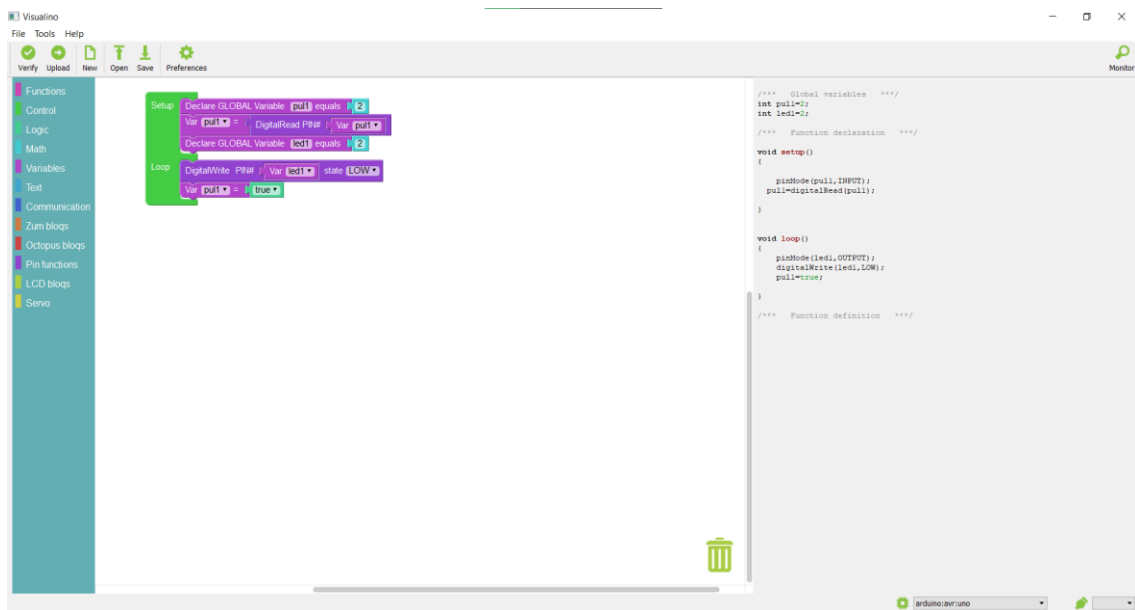 Visualino
File Tools Help
Verify Upload New Open Save Preferences
Monitor
Functions
Control
Logic
Math
Variables
Text
Communication
Zum bloqs
Octopus bloqs
Pin functions
LCD bloqs
Servo
Setup Declare GLOBAL Variable pul1 equals 2
Var pul1 = DigitalRead PIN# Var pul1
Declare GLOBAL Variable led1 equals 2
Loop DigitalWrite PIN# Var led1 state LOW
Var pul1 = true
/*** Global variables ***/
int pul1=2;
int led1=2;
/*** Function declaration ***/
void setup()
{
pinMode(pul1,INPUT);
pul1=digitalRead(pul1);
}
void loop()
{
pinMode(led1,OUTPUT);
digitalWrite(led1,LOW);
pul1=true;
}
/*** Function definition ***/
arduino:avr:uno